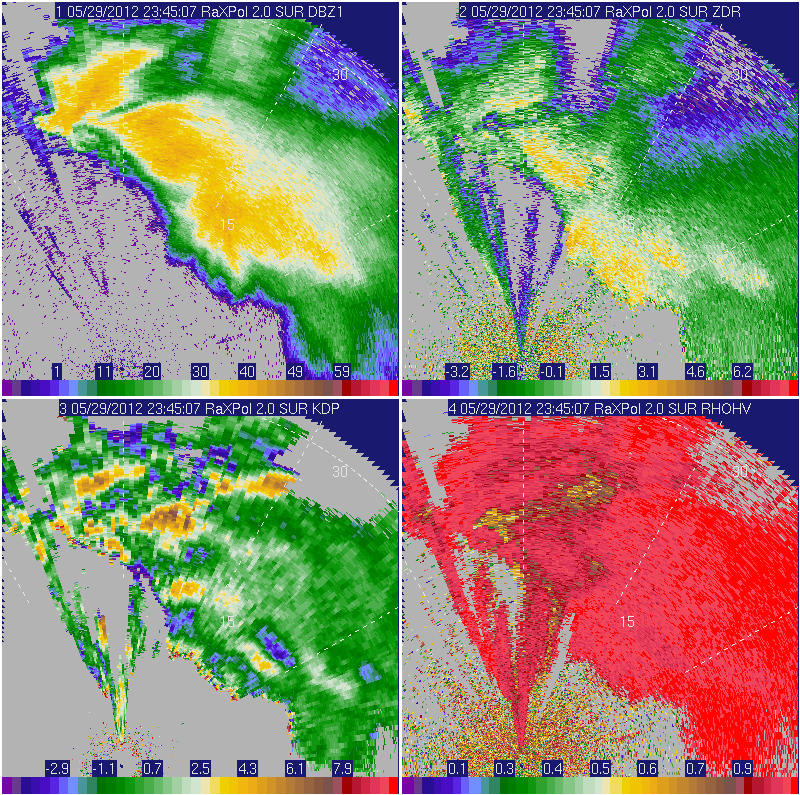 1 05/29/2012 23:45:07 RaXPol 2.0 SUR DBZ1
30
15
1 11 20 30 40 49 59
2 05/29/2012 23:45:07 RaXPol 2.0 SUR ZDR
30
-3.2 -1.6 -0.1 1.5 3.1 4.6 6.2
3 05/29/2012 23:45:07 RaXPol 2.0 SUR KDP
30
15
-2.9 -1.1 0.7 2.5 4.3 6.1 7.9
4 05/29/2012 23:45:07 RaXPol 2.0 SUR RHOHV
30
15
0.1 0.3 0.4 0.5 0.6 0.7 0.9